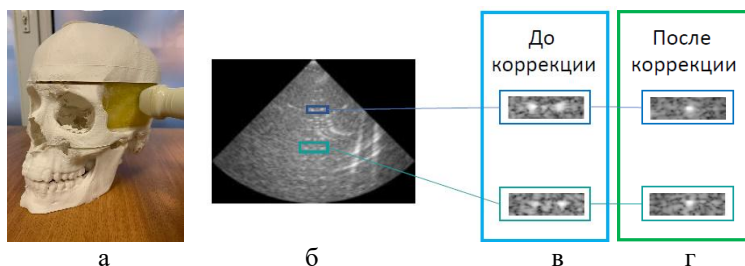 До
коррекции
После
коррекции
а
б
в
г